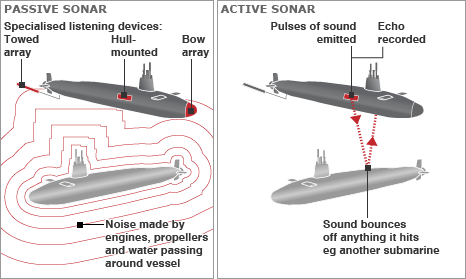 PASSIVE SONAR
Specialised listening devices:
Towed array
Hull-mounted
Bow array
Noise made by
engines, propellers
and water passing
around vessel
ACTIVE SONAR
Pulses of sound
emitted
Echo
recorded
Sound bounces
off anything it hits
eg another submarine